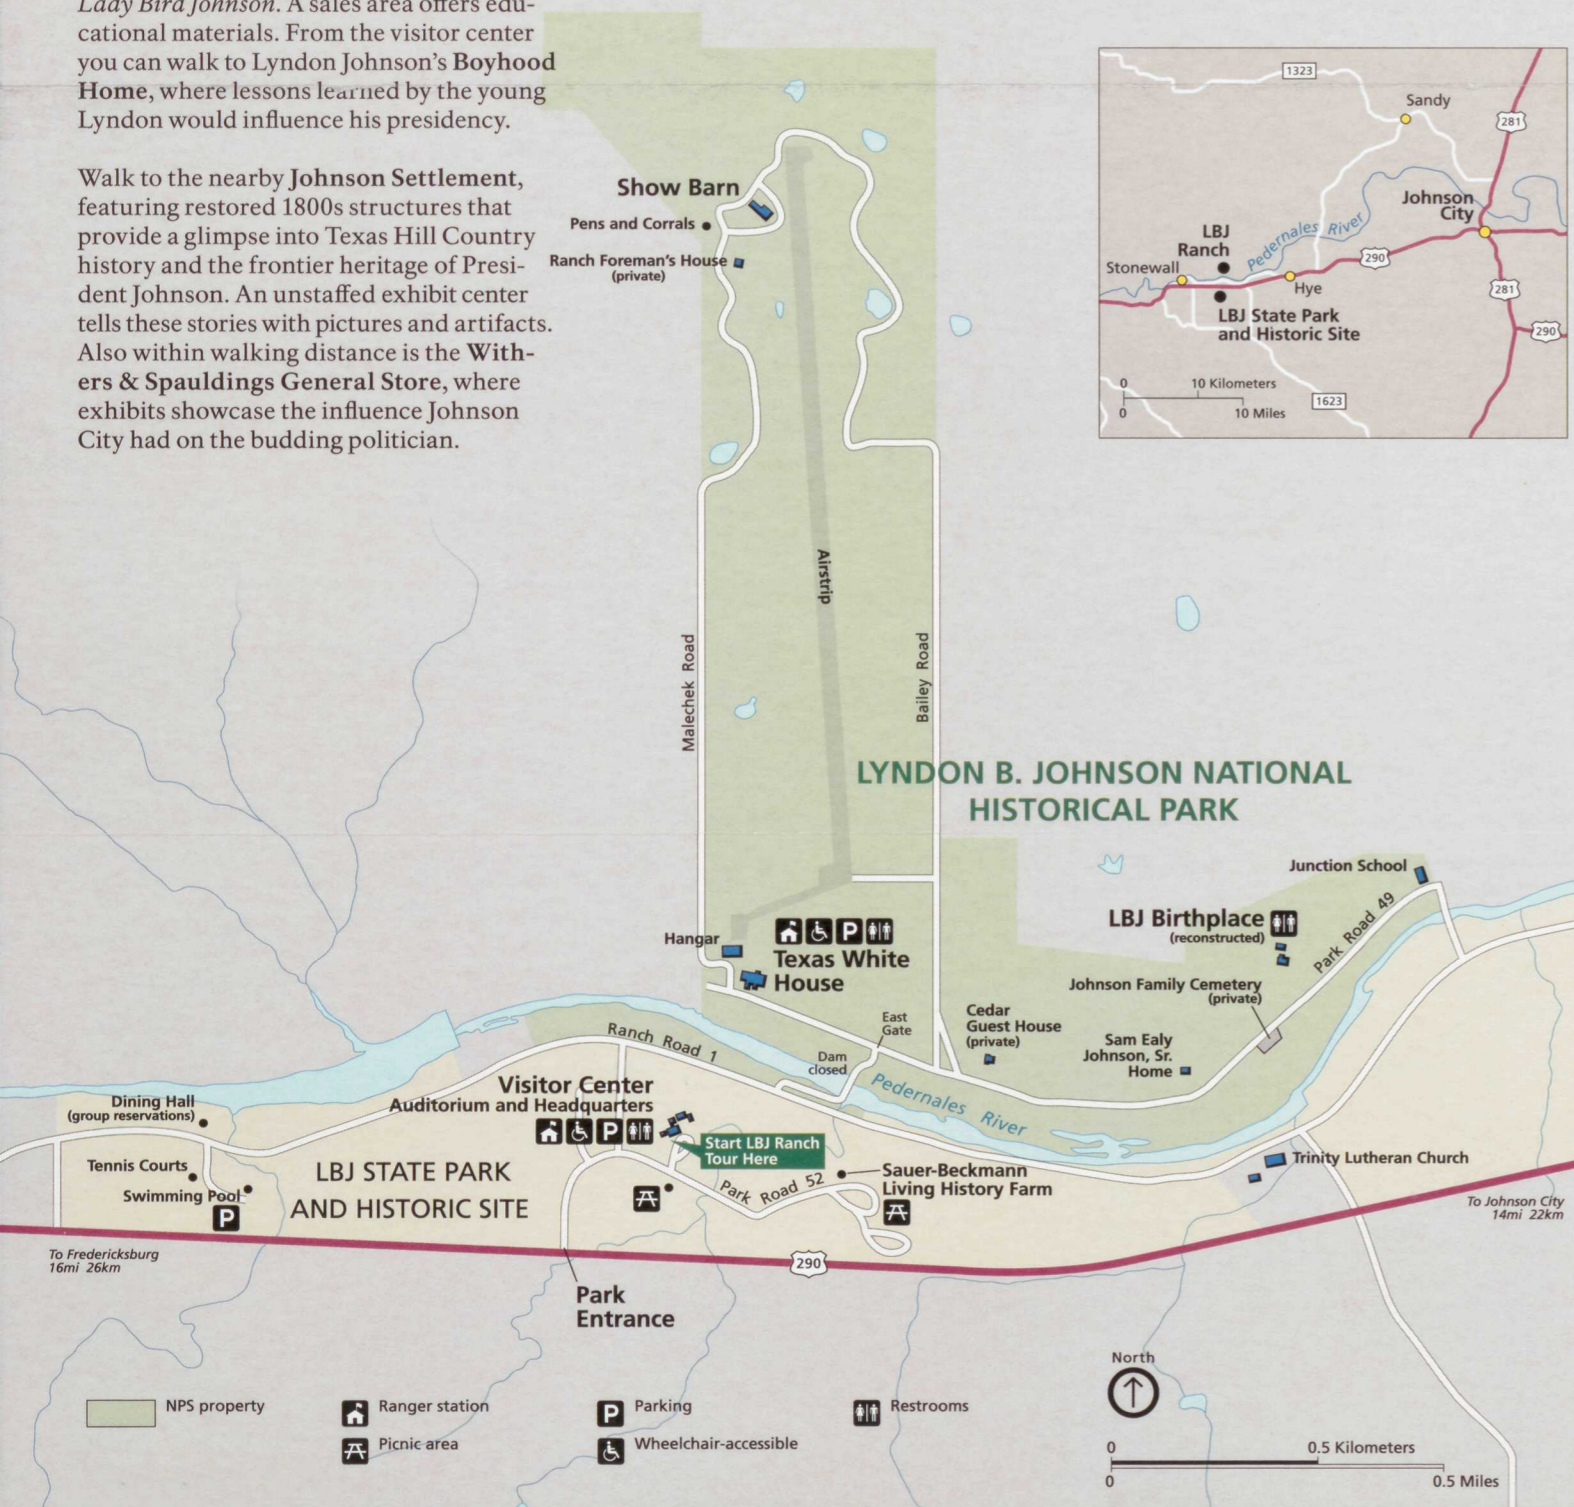 Lady Bird Johnson. A sales area offers edu-
cational materials. From the visitor center
you can walk to Lyndon Johnson's Boyhood
Home, where lessons learned by the young
Lyndon would influence his presidency.
Walk to the nearby Johnson Settlement,
featuring restored 1800s structures that
provide a glimpse into Texas Hill Country
history and the frontier heritage of Presi-
dent Johnson. An unstaffed exhibit center
tells these stories with pictures and artifacts.
Also within walking distance is the With-
ers & Spauldings General Store, where
exhibits showcase the influence Johnson
City had on the budding politician.
1323
Sandy
281
Johnson
City
LBJ
Ranch
Pedernales River
290
Stonewall
Hye
281
LBJ State Park
and Historic Site
290
0
10 Kilometers
0
10 Miles
1623
Show Barn
Pens and Corrals
Ranch Foreman's House
(private)
Airstrip
Malechek Road
Bailey Road
LYNDON B. JOHNSON NATIONAL
HISTORICAL PARK
Junction School
LBJ Birthplace
(reconstructed)
Park Road 49
P
Hangar
Texas White
House
Johnson Family Cemetery
(private)
East
Gate
Cedar
Guest House
(private)
Sam Ealy
Johnson, Sr.
Home
Ranch Road 1
Dam
closed
Pedernales River
Visitor Center
Auditorium and Headquarters
P
Dining Hall
(group reservations)
Start LBJ Ranch
Tour Here
Tennis Courts
Swimming Pool
P
LBJ STATE PARK
AND HISTORIC SITE
Park Road 52
Sauer-Beckmann
Living History Farm
Trinity Lutheran Church
To Johnson City
14mi 22km
To Fredericksburg
16mi 26km
290
Park
Entrance
North
NPS property
Ranger station
P
Parking
Restrooms
Picnic area
Wheelchair-accessible
0
0.5 Kilometers
0
0.5 Miles